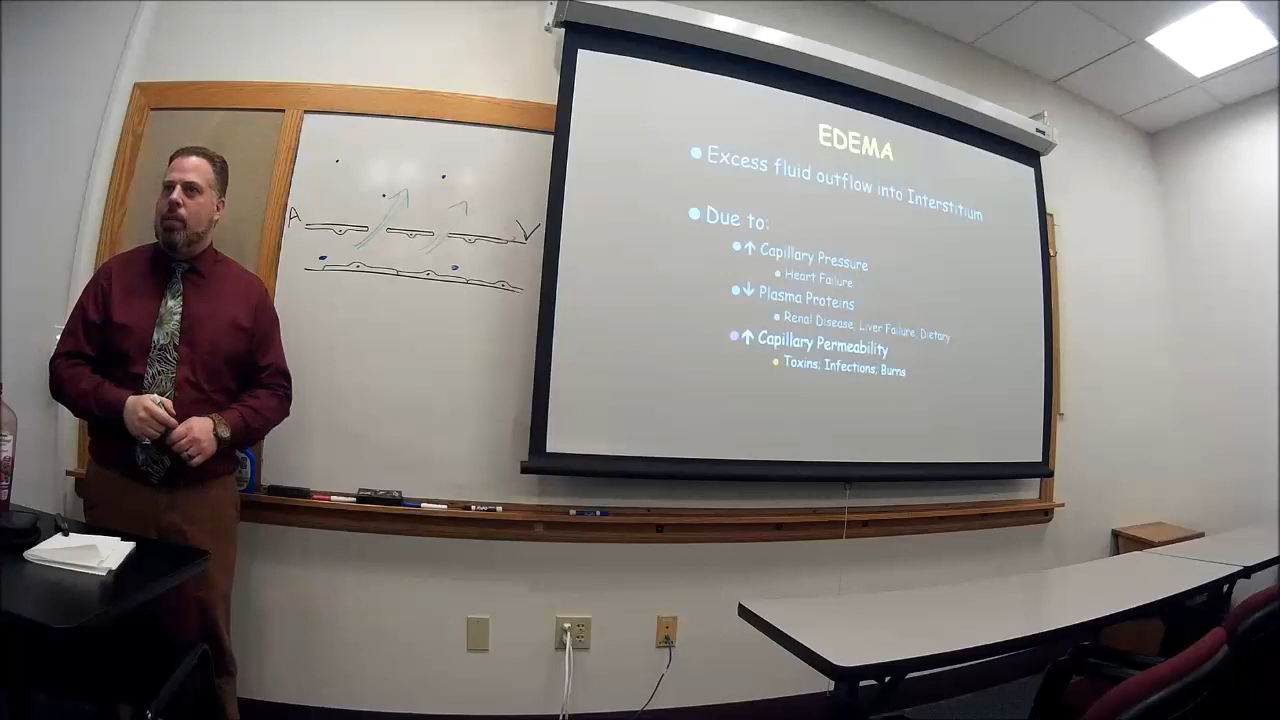 A
V
EDEMA
Excess fluid outflow into Interstitium
Due to:
↑ Capillary Pressure
Heart Failure
↓ Plasma Proteins
Renal Disease, Liver Failure, Dietary
↑ Capillary Permeability
Toxins, Infections, Burns